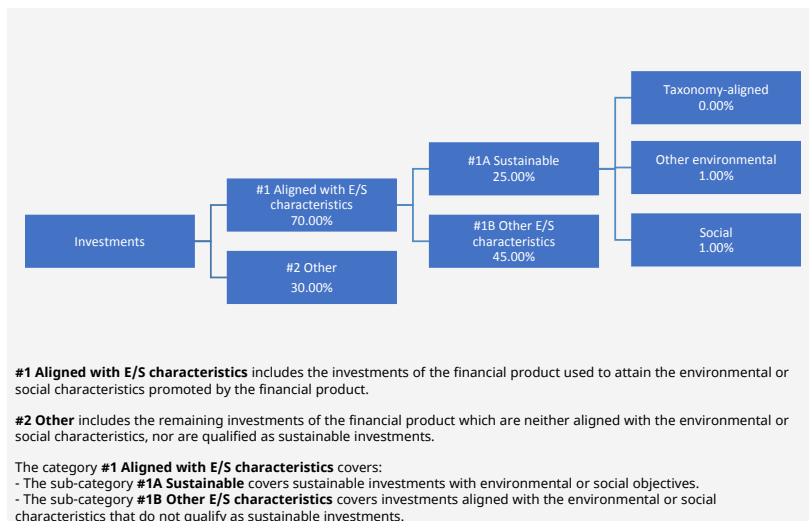 Investments
#1 Aligned with E/S
characteristics
70.00%
#2 Other
30.00%
#1A Sustainable
25.00%
#1B Other E/S
characteristics
45.00%
Taxonomy-aligned
0.00%
Other environmental
1.00%
Social
1.00%
#1 Aligned with E/S characteristics includes the investments of the financial product used to attain the environmental or
social characteristics promoted by the financial product.
#2 Other includes the remaining investments of the financial product which are neither aligned with the environmental or
social characteristics, nor are qualified as sustainable investments.
The category #1 Aligned with E/S characteristics covers:
- The sub-category #1A Sustainable covers sustainable investments with environmental or social objectives.
- The sub-category #1B Other E/S characteristics covers investments aligned with the environmental or social
characteristics that do not qualify as sustainable investments.